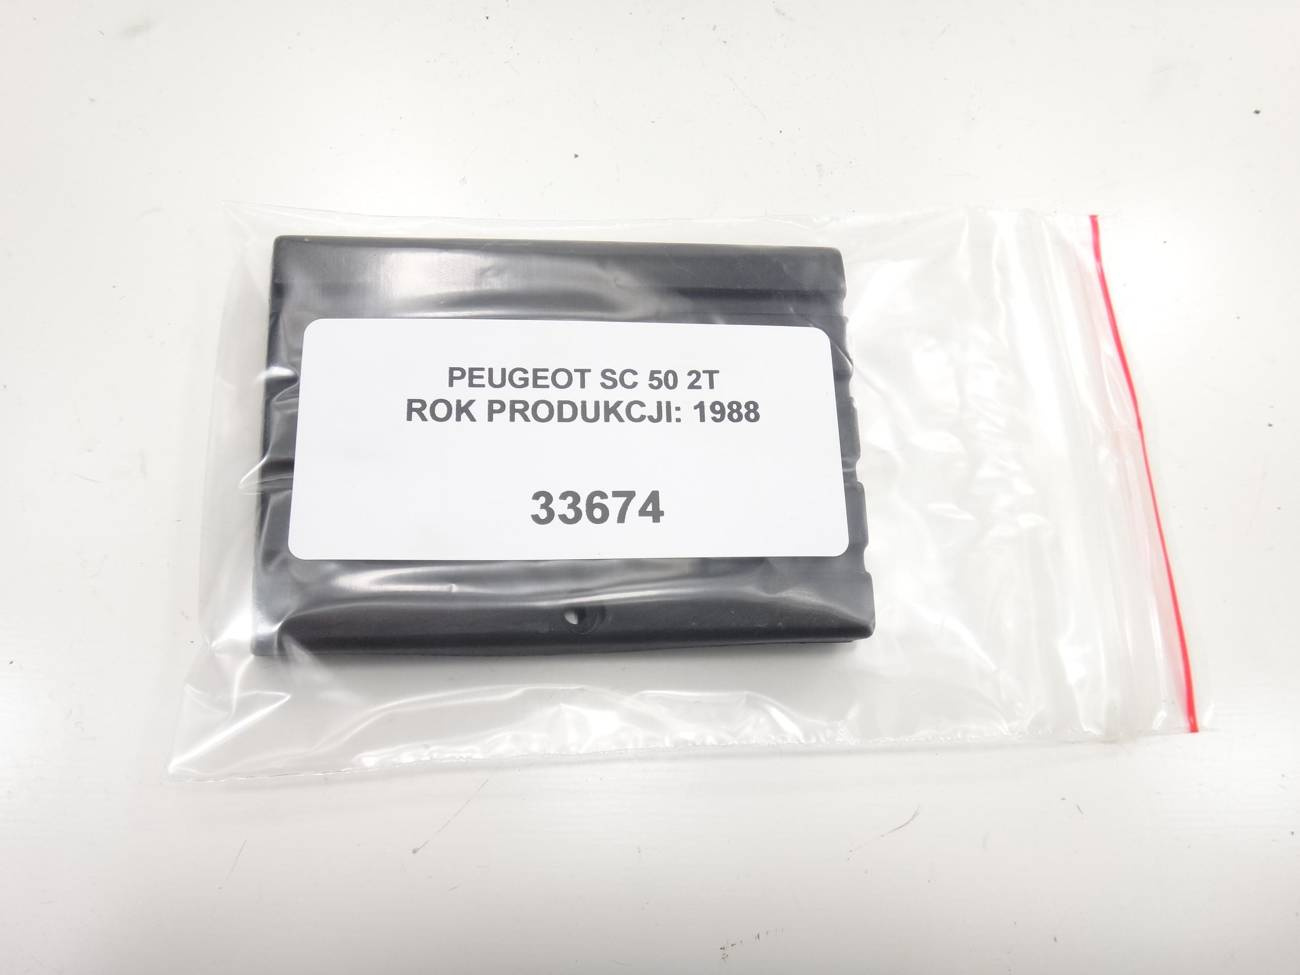 PEUGEOT SC 50 2T
ROK PRODUKCJI: 1988
33674